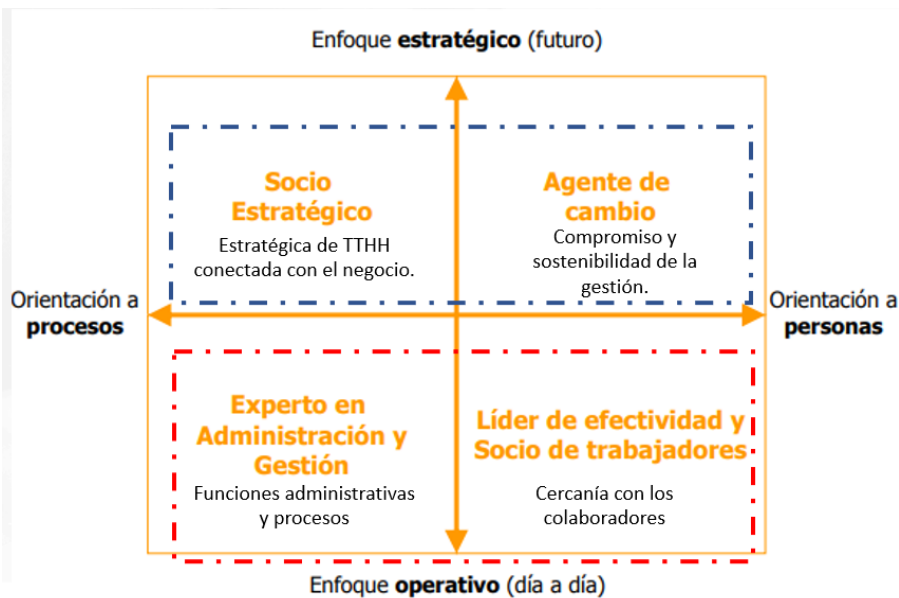 Enfoque estratégico (futuro)
Socio
Estratégico
Estratégica de TTHH
conectada con el negocio.
Agente de
cambio
Compromiso y
sostenibilidad de la
gestión.
Orientación a
procesos
Orientación a
personas
Experto en
Administración y
Gestión
Funciones administrativas
y procesos
Líder de efectividad y
Socio de trabajadores
Cercanía con los
colaboradores
Enfoque operativo (día a día)